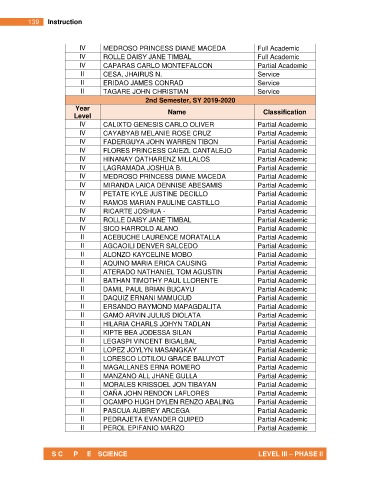 139 Instruction
IV MEDROSO PRINCESS DIANE MACEDA Full Academic
IV ROLLE DAISY JANE TIMBAL Full Academic
IV CAPARAS CARLO MONTEFALCON Partial Academic
II CESA, JHAIRUS N. Service
II ERIDAO JAMES CONRAD Service
II TAGARE JOHN CHRISTIAN Service
2nd Semester, SY 2019-2020
Year Level Name Classification
IV CALIXTO GENESIS CARLO OLIVER Partial Academic
IV CAYABYAB MELANIE ROSE CRUZ Partial Academic
IV FADERGUYA JOHN WARREN TIBON Partial Academic
IV FLORES PRINCESS CAIEZL CANTALEJO Partial Academic
IV HINANAY QATHARENZ MILLALOS Partial Academic
IV LAGRAMADA JOSHUA B. Partial Academic
IV MEDROSO PRINCESS DIANE MACEDA Partial Academic
IV MIRANDA LAICA DENNISE ABESAMIS Partial Academic
IV PETATE KYLE JUSTINE DECILLO Partial Academic
IV RAMOS MARIAN PAULINE CASTILLO Partial Academic
IV RICARTE JOSHUA - Partial Academic
IV ROLLE DAISY JANE TIMBAL Partial Academic
IV SICO HARROLD ALANO Partial Academic
II ACEBUCHE LAURENCE MORATALLA Partial Academic
II AGCAOILI DENVER SALCEDO Partial Academic
II ALONZO KAYCELINE MOBO Partial Academic
II AQUINO MARIA ERICA CAUSING Partial Academic
II ATERADO NATHANIEL TOM AGUSTIN Partial Academic
II BATHAN TIMOTHY PAUL LLORENTE Partial Academic
II DAMIL PAUL BRIAN BUCAYU Partial Academic
II DAQUIZ ERNANI MAMUCUD Partial Academic
II ERSANDO RAYMOND MAPAGDALITA Partial Academic
II GAMO ARVIN JULIUS DIOLATA Partial Academic
II HILARIA CHARLS JOHYN TADLAN Partial Academic
II KIPTE BEA JODESSA SILAN Partial Academic
II LEGASPI VINCENT BIGALBAL Partial Academic
II LOPEZ JOYLYN MASANGKAY Partial Academic
II LORESCO LOTILOU GRACE BALUYOT Partial Academic
II MAGALLANES ERNA ROMERO Partial Academic
II MANZANO ALL JHANE GULLA Partial Academic
II MORALES KRISSOEL JON TIBAYAN Partial Academic
II OAÑA JOHN RENDON LAFLORES Partial Academic
II OCAMPO HUGH DYLEN RENZO ABALING Partial Academic
II PASCUA AUBREY ARCEGA Partial Academic
II PEDRAJETA EVANDER QUIPED Partial Academic
II PEROL EPIFANIO MARZO Partial Academic
S C P E SCIENCE LEVEL III – PHASE II